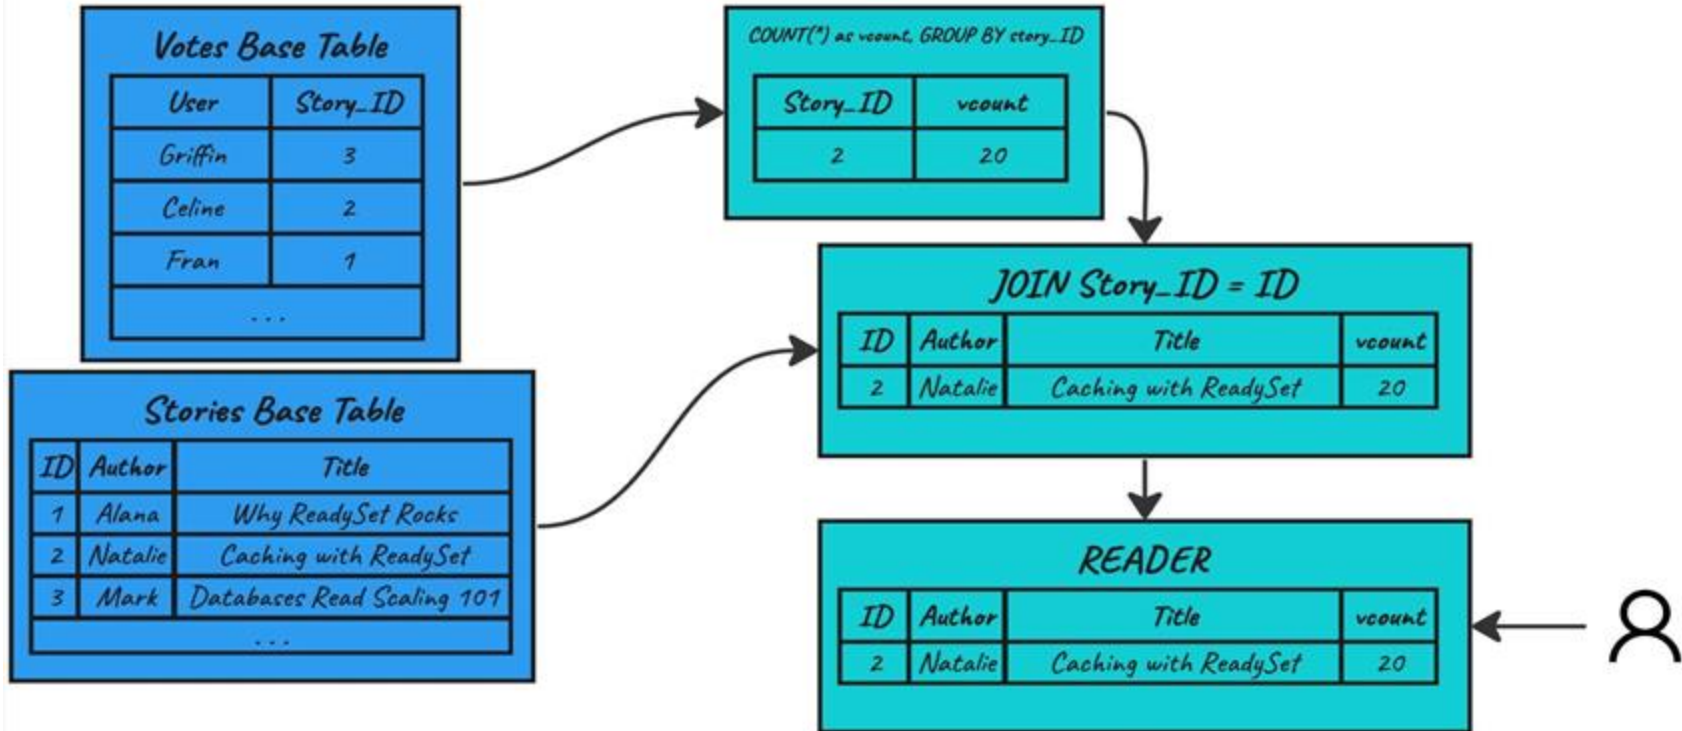 Votes Base Table
User Story_ID
Griffin 3
Celine 2
Fran 1
...
Stories Base Table
ID Author Title
1 Alana Why ReadySet Rocks
2 Natalie Caching with ReadySet
3 Mark Databases Read Scaling 101
...
COUNT(*) as vcount, GROUP BY story_ID
Story_ID vcount
2 20
JOIN Story_ID = ID
ID Author Title vcount
2 Natalie Caching with ReadySet 20
READER
ID Author Title vcount
2 Natalie Caching with ReadySet 20